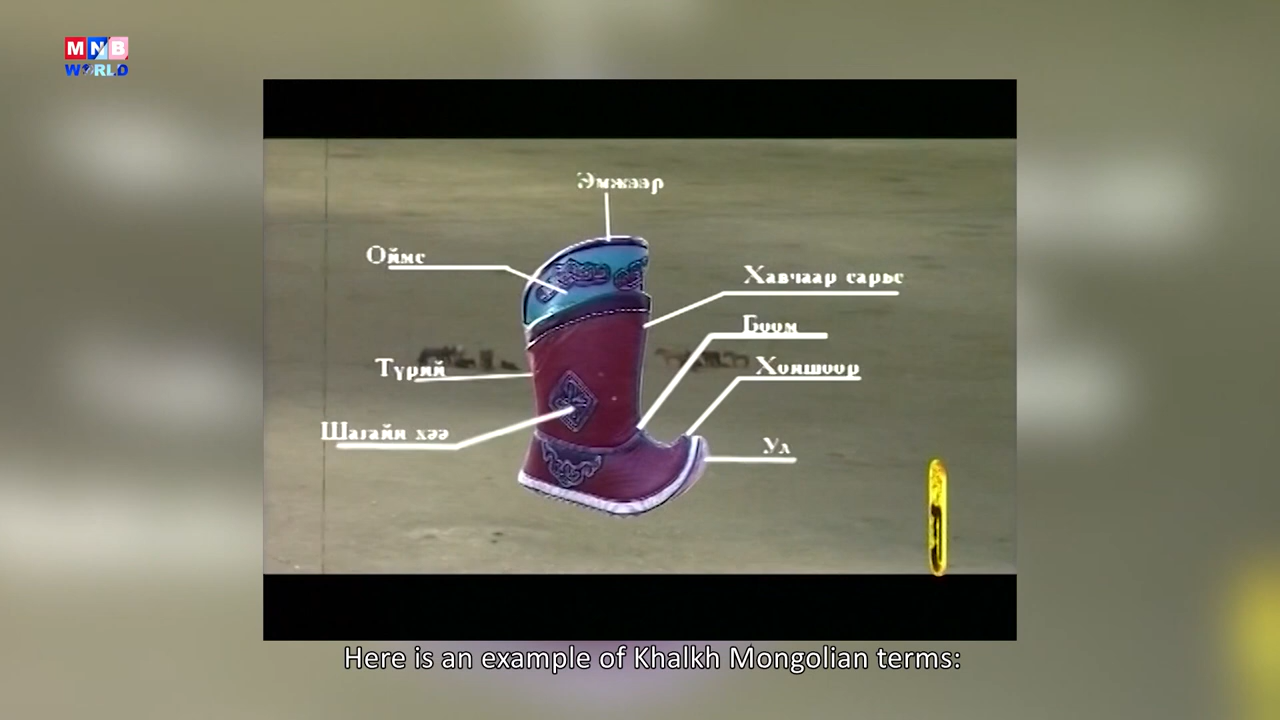 MNB
WORLD
Эмжээр
Оймс
Хавчаар сарьс
Боом
Түрий
Хоншоор
Шагайн хээ
Ул
Here is an example of Khalkh Mongolian terms: